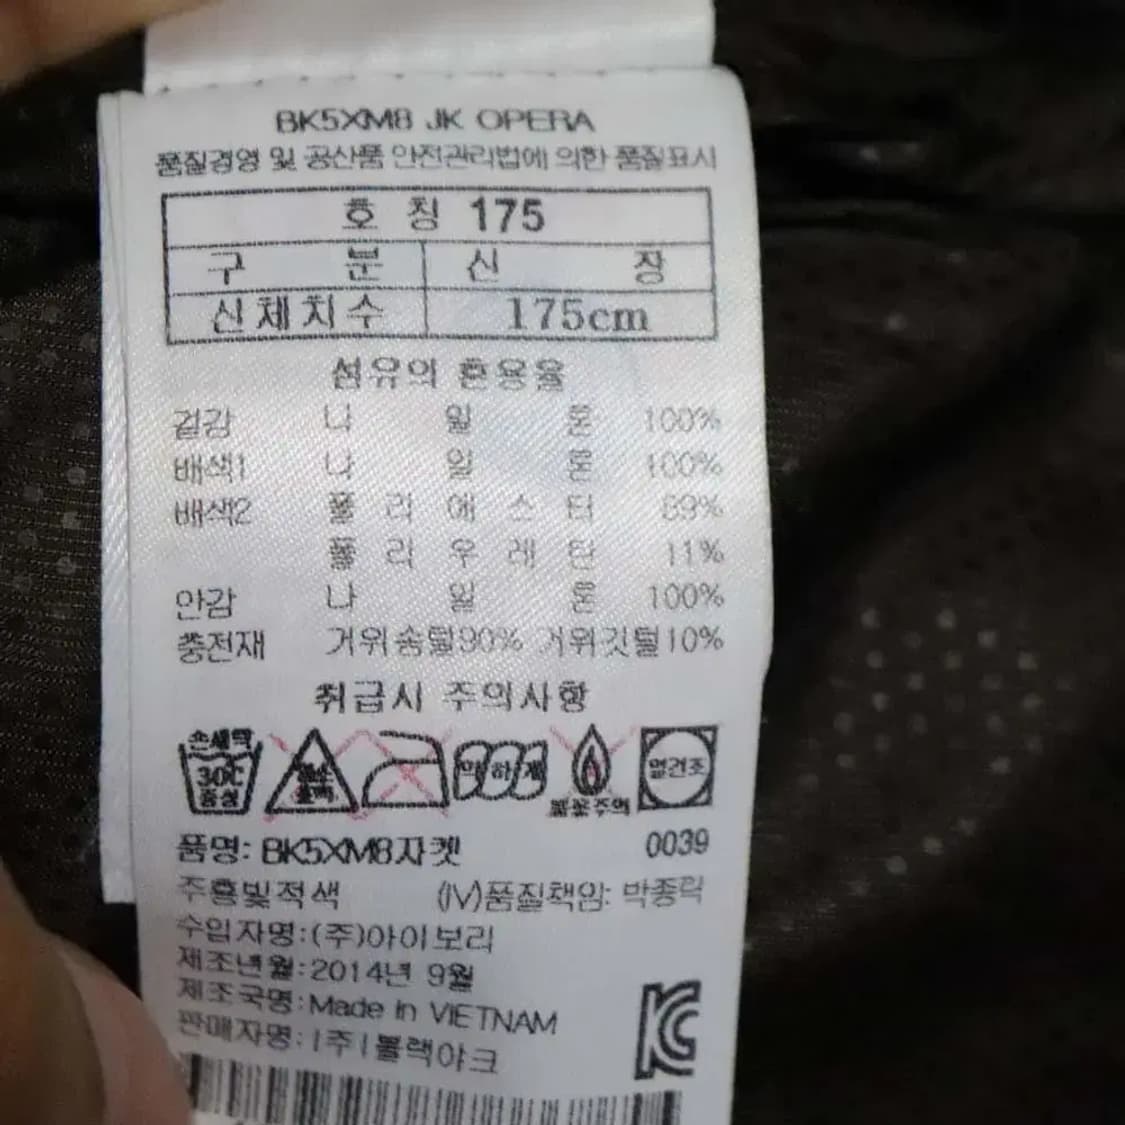 BK5XM8 JK OPERA
품질경영 및 공산품 안전관리법에 의한 품질표시
호 칭 175
구 분 신 장
신체치수 175cm
섬유의 혼용율
겉감 나 일 론 100%
배색1 나 일 론 100%
배색2 폴 리 에 스 터 89%
폴 리 우 레 탄 11%
안감 나 일 론 100%
충전재 거위솜털90% 거위깃털10%
취급시 주의사항
손세탁 30℃ 중성 염소 표백 약하게 불꽃주의 열건조
품명: BK5XM8자켓 0039
주황빛적색 (IV)품질책임: 박종락
수입자명:(주)아이보리
제조년월:2014년 9월
제조국명:Made in VIETNAM
판매자명:(주)블랙야크